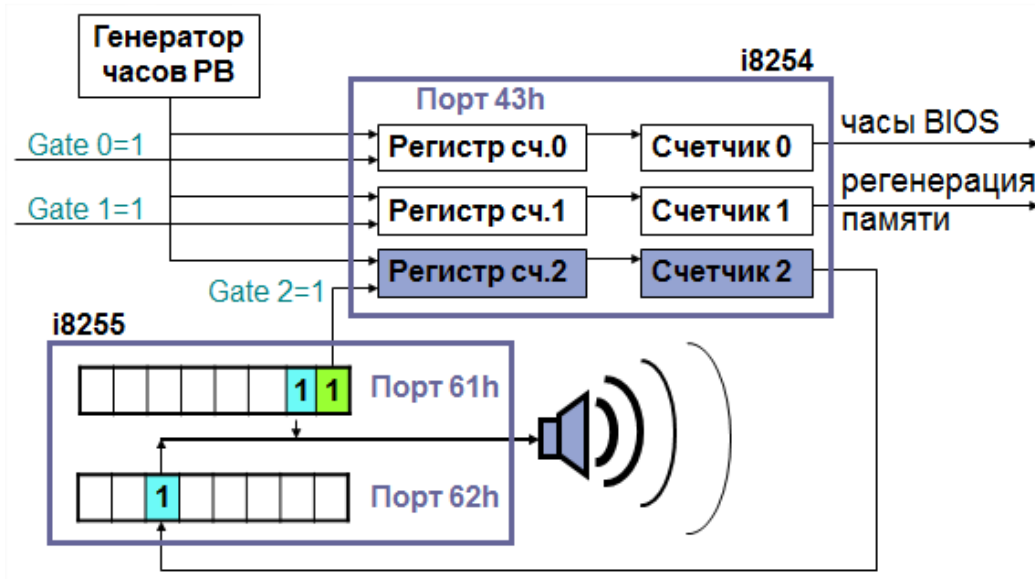 Генератор
часов РВ
i8254
Порт 43h
Gate 0=1
Регистр сч.0
Счетчик 0
часы BIOS
Gate 1=1
Регистр сч.1
Счетчик 1
регенерация
памяти
Регистр сч.2
Счетчик 2
Gate 2=1
i8255
1 1
Порт 61h
1
Порт 62h